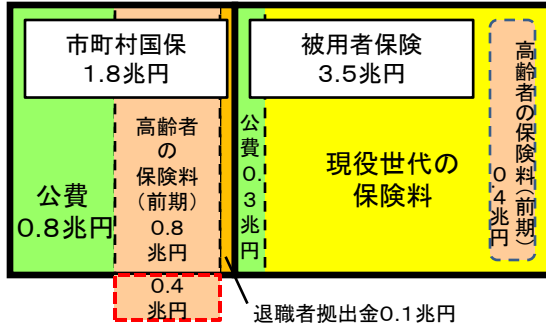 市町村国保
1.8兆円
被用者保険
3.5兆円
公費
0.8兆円
高齢者
の
保険料
(前期)
0.8
兆円
0.4
兆円
公費0.3兆円
現役世代の
保険料
高齢者の保険料(前期)
0.4兆円
退職者拠出金0.1兆円